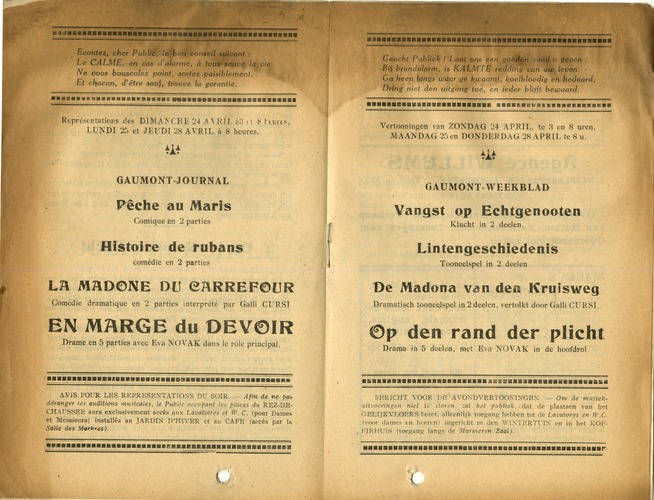 Ecoutez, cher Public, le bon conseil suivant :
Le CALME, en cas d'alarme, à tous sauve la vie
Ne vous bousculez point, sortez paisiblement,
Et chacun, d'être sauf, trouve la garantie.
Représentations des DIMANCHE 24 AVRIL à 3 et 8 heures,
LUNDI 25 et JEUDI 28 AVRIL à 8 heures.
GAUMONT-JOURNAL
Pêche au Maris
Comique en 2 parties
Histoire de rubans
comédie en 2 parties
LA MADONE DU CARREFOUR
Comédie dramatique en 2 parties interprété par Galli CURSI
EN MARGE du DEVOIR
Drame en 5 parties avec Eva NOVAK dans le rôle principal.
AVIS POUR LES REPRESENTATIONS DU SOIR. — Afin de ne pas
déranger les auditions musicales, le Public occupant les places de REZ-DE-
CHAUSSEE aura exclusivement accès aux Lavatoires et W. C. (pour Dames
et Messieurs) installés au JARDIN D'HIVER et au CAFE (accès par la
Salle des Marbres).
Geacht Publiek ! Laat ons een goeden raad u geven :
Bij brandalarm, is KALMTE redding van uw leven.
Ga heen langs waar ge kwaamt, koelbloedig en bedaard,
Dring niet den uitgang toe, en ieder blijft bewaard.
Vertooningen van ZONDAG 24 APRIL, te 3 en 8 uren,
MAANDAG 25 en DONDERDAG 28 APRIL te 8 u.
GAUMONT-WEEKBLAD
Vangst op Echtgenooten
Klucht in 2 deelen.
Lintengeschiedenis
Tooneelspel in 2 deelen
De Madona van den Kruisweg
Dramatisch tooneelspel in 2 deelen, vertolkt door Galli CURSI.
Op den rand der plicht
Drama in 5 deelen, met Eva NOVAK in de hoofdrol
BERICHT VOOR DE AVONDVERTOONINGEN. — Om de muziek-
uitvoeringen niet te storen, zal het publiek, dat de plaatsen van het
GELIJKVLOERS bezet, alleenlijk toegang hebben tot de Lavatorys en W.C
(voor dames en heeren) ingericht in den WINTERTUIN en in het KOF-
FIEHUIS (toegang langs de Marmeren Zaal).